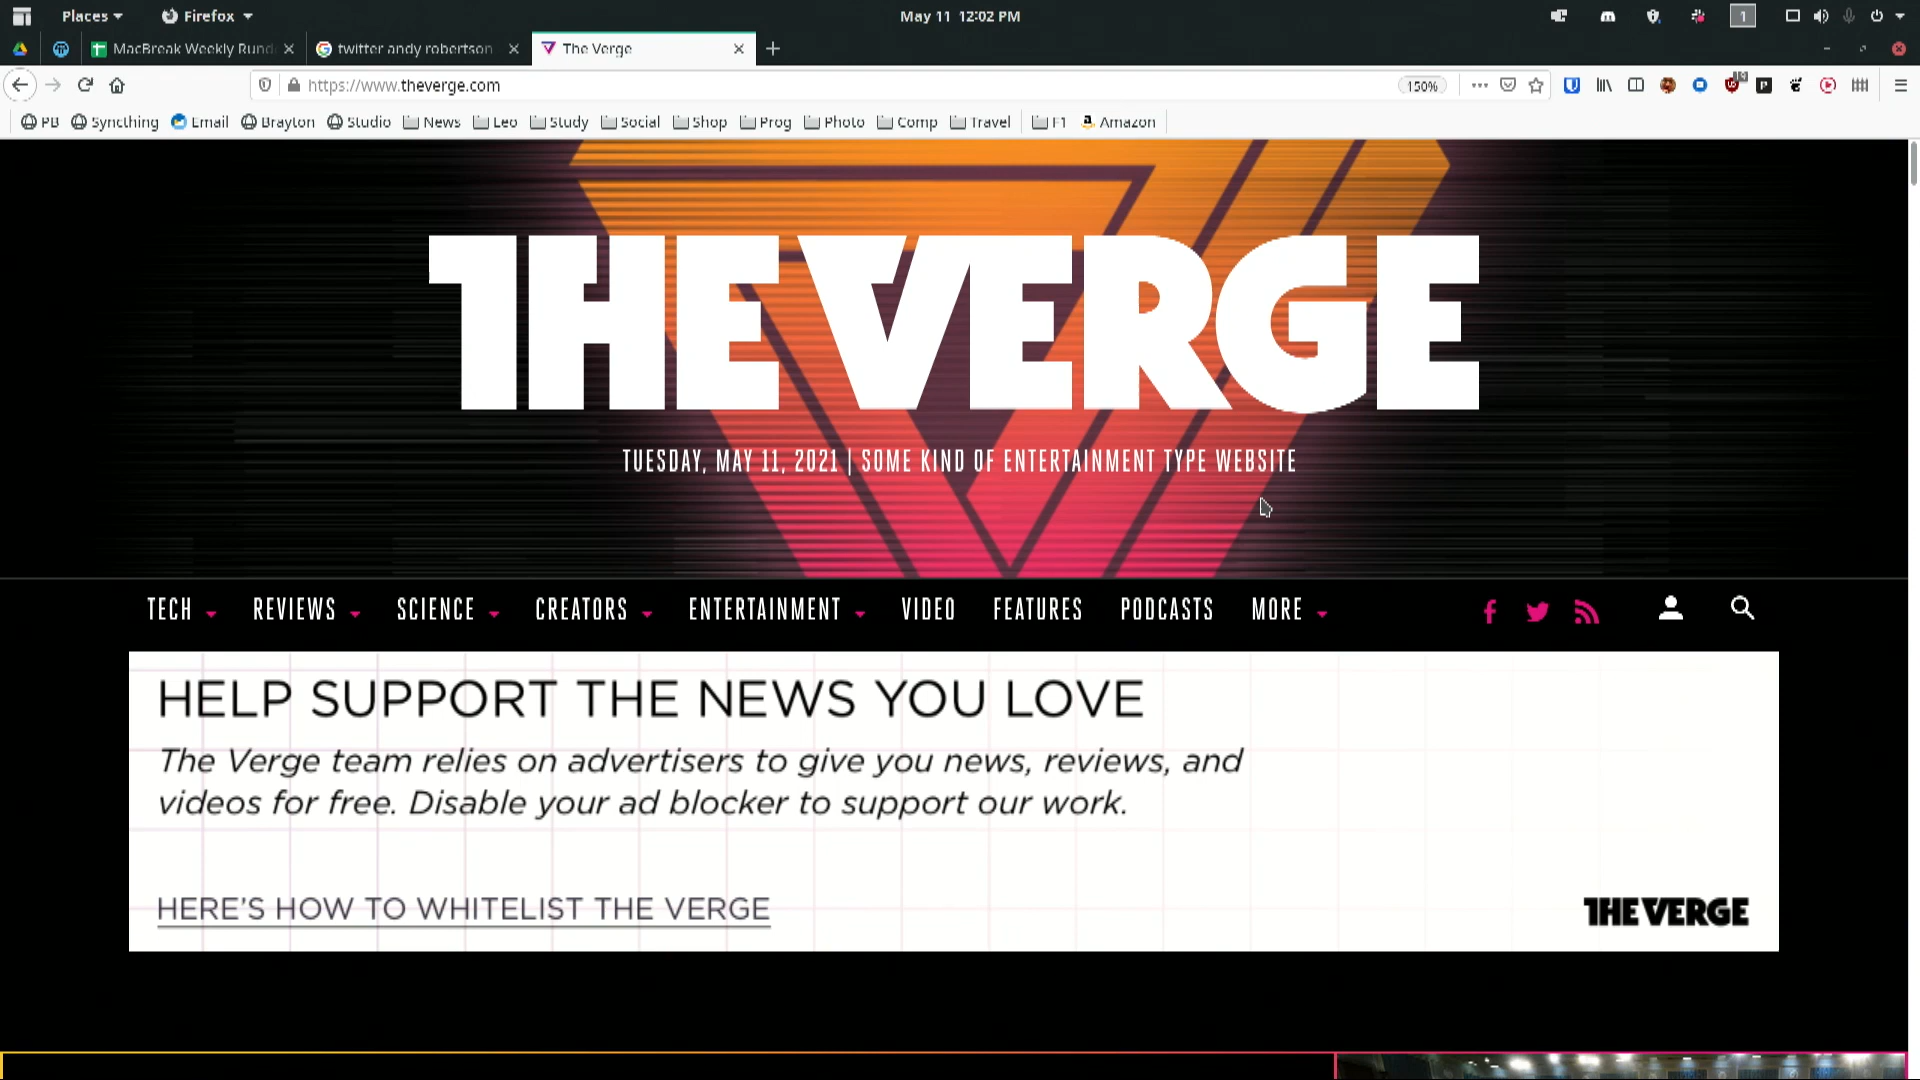 Places
Firefox
May 11 12:02 PM
1
MacBreak Weekly Run
twitter andy robertson
The Verge
https://www.theverge.com
150%
PB
Syncthing
Email
Brayton
Studio
News
Leo
Study
Social
Shop
Prog
Photo
Comp
Travel
F1
Amazon
THE VERGE
TUESDAY, MAY 11, 2021 | SOME KIND OF ENTERTAINMENT TYPE WEBSITE
TECH
REVIEWS
SCIENCE
CREATORS
ENTERTAINMENT
VIDEO
FEATURES
PODCASTS
MORE
HELP SUPPORT THE NEWS YOU LOVE
The Verge team relies on advertisers to give you news, reviews, and
videos for free. Disable your ad blocker to support our work.
HERE'S HOW TO WHITELIST THE VERGE
THE VERGE